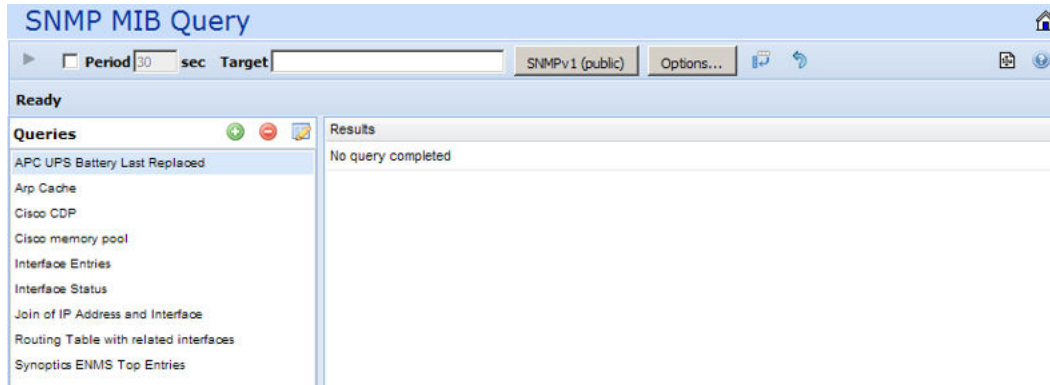 SNMP MIB Query
Period 30 sec Target SNMPv1 (public) Options...
Ready
Queries
Results
APC UPS Battery Last Replaced
No query completed
Arp Cache
Cisco CDP
Cisco memory pool
Interface Entries
Interface Status
Join of IP Address and Interface
Routing Table with related interfaces
Synoptics ENMS Top Entries